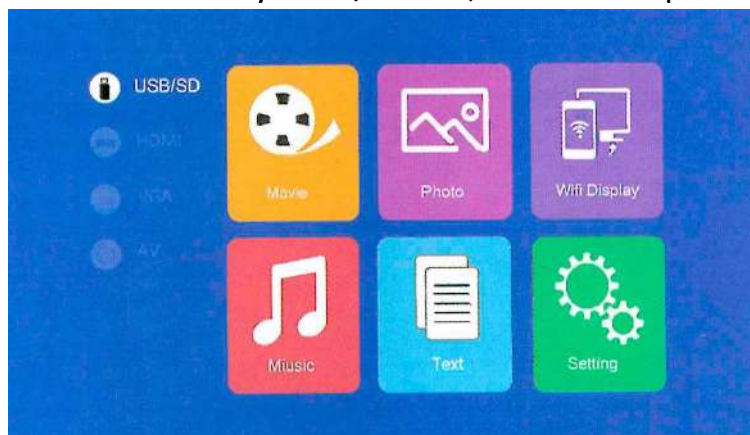 USB/SD
HDMI
VGA
AV
Movie
Photo
Wifi Display
Miusic
Text
Setting